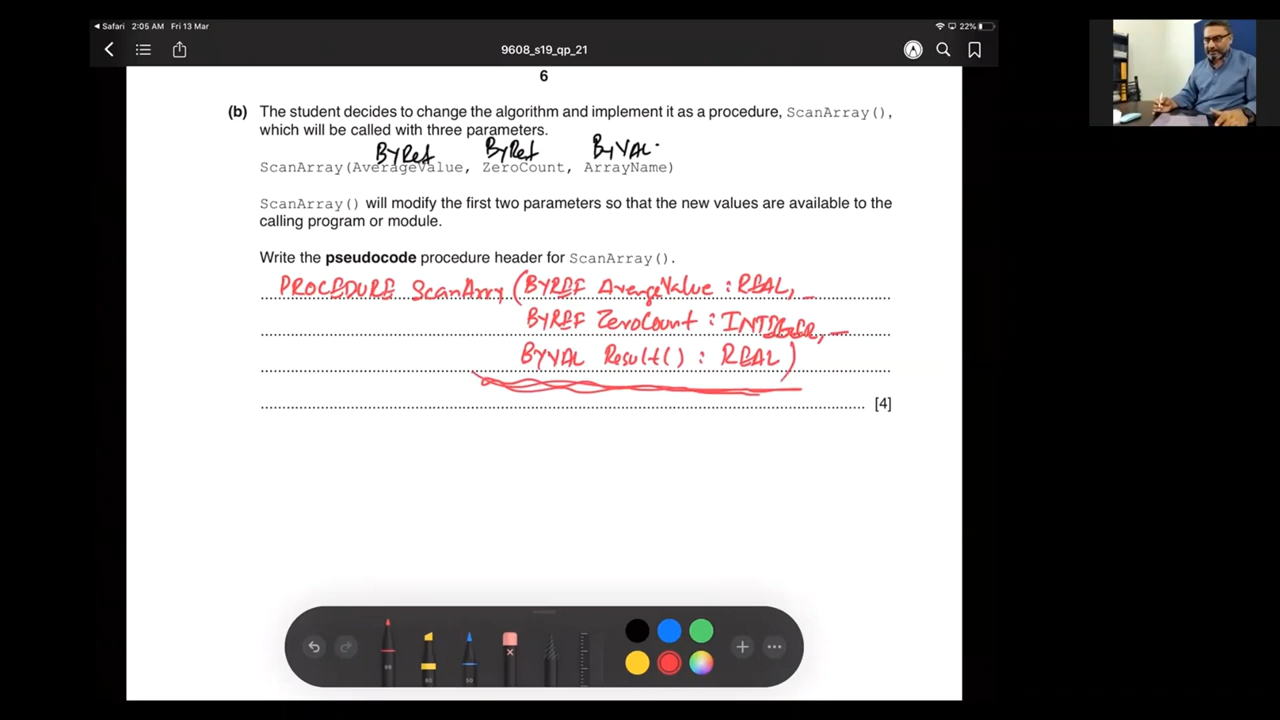 Safari 2:05 AM Fri 13 Mar 22%
9608_s19_qp_21
6
(b) The student decides to change the algorithm and implement it as a procedure, ScanArray(),
which will be called with three parameters.
ByRef ByRef ByVAL.
ScanArray(AverageValue, ZeroCount, ArrayName)
ScanArray() will modify the first two parameters so that the new values are available to the
calling program or module.
Write the pseudocode procedure header for ScanArray().
PROCEDURE ScanArry (BYREF AverageValue : REAL, _
BYREF ZeroCount : INTEGER, _
BYVAL Result() : REAL)
[4]